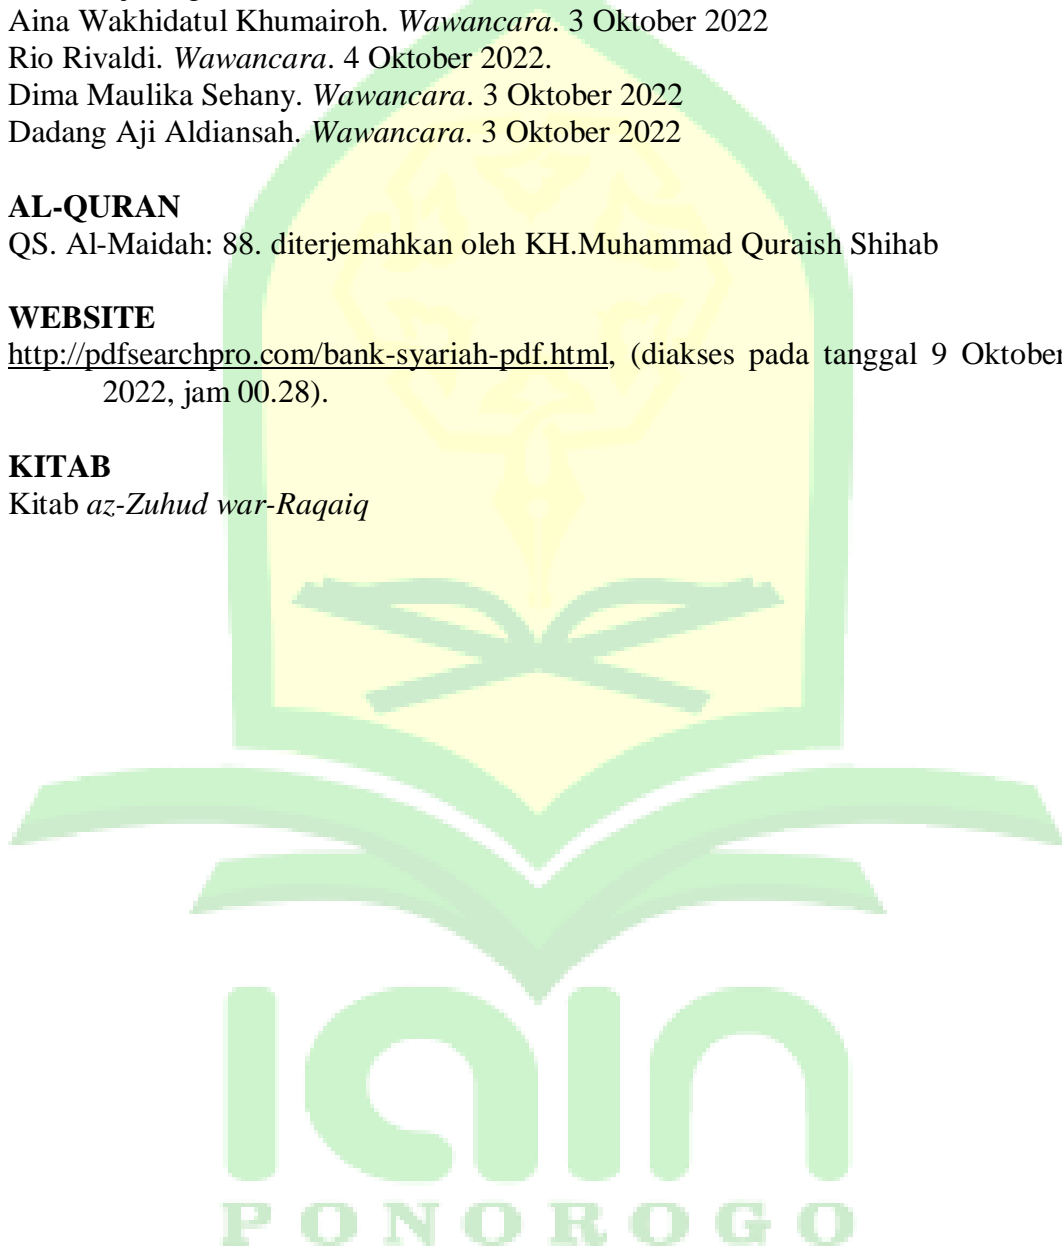 Aina Wakhidatul Khumairoh. Wawancara. 3 Oktober 2022
Rio Rivaldi. Wawancara. 4 Oktober 2022.
Dima Maulika Sehany. Wawancara. 3 Oktober 2022
Dadang Aji Aldiansah. Wawancara. 3 Oktober 2022
AL-QURAN
QS. Al-Maidah: 88. diterjemahkan oleh KH.Muhammad Quraish Shihab
WEBSITE
http://pdfsearchpro.com/bank-syariah-pdf.html, (diakses pada tanggal 9 Oktober
2022, jam 00.28).
KITAB
Kitab az-Zuhud war-Raqaiq
iain
PONOROGO